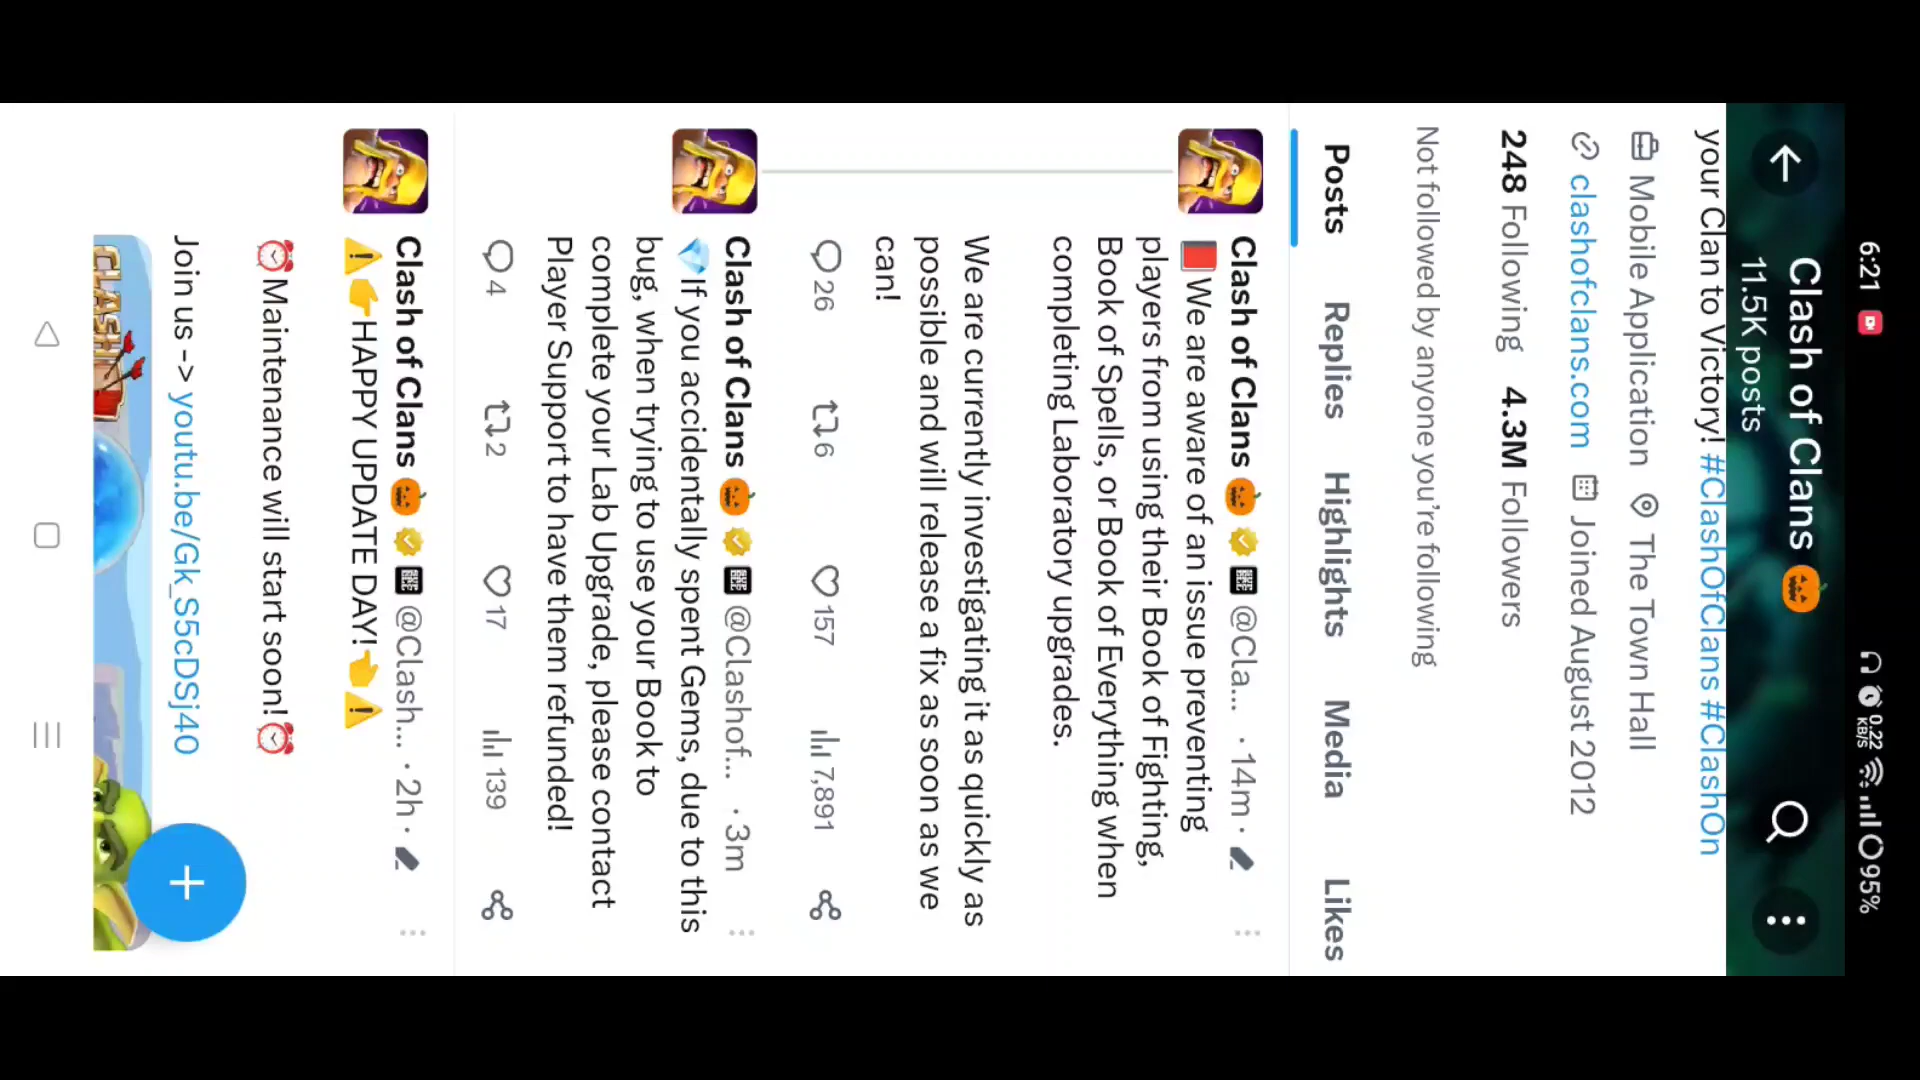 6:21 0.22 KB/S 95%
Clash of Clans 🎃
11.5K posts
your Clan to Victory! #ClashOfClans #ClashOn
Mobile Application The Town Hall
clashofclans.com Joined August 2012
248 Following 4.3M Followers
Not followed by anyone you're following
Posts Replies Highlights Media Likes
Clash of Clans 🎃 @Cla... · 14m ·
📕We are aware of an issue preventing
players from using their Book of Fighting,
Book of Spells, or Book of Everything when
completing Laboratory upgrades.
We are currently investigating it as quickly as
possible and will release a fix as soon as we
can!
26 6 157 7,891
Clash of Clans 🎃 @Clashof... · 3m
💎If you accidentally spent Gems, due to this
bug, when trying to use your Book to
complete your Lab Upgrade, please contact
Player Support to have them refunded!
4 2 17 139
Clash of Clans 🎃 @Clash... · 2h ·
⚠️👉HAPPY UPDATE DAY!👈⚠️
⏰Maintenance will start soon!⏰
Join us -> youtu.be/Gk_S5cDSj40
CLASH